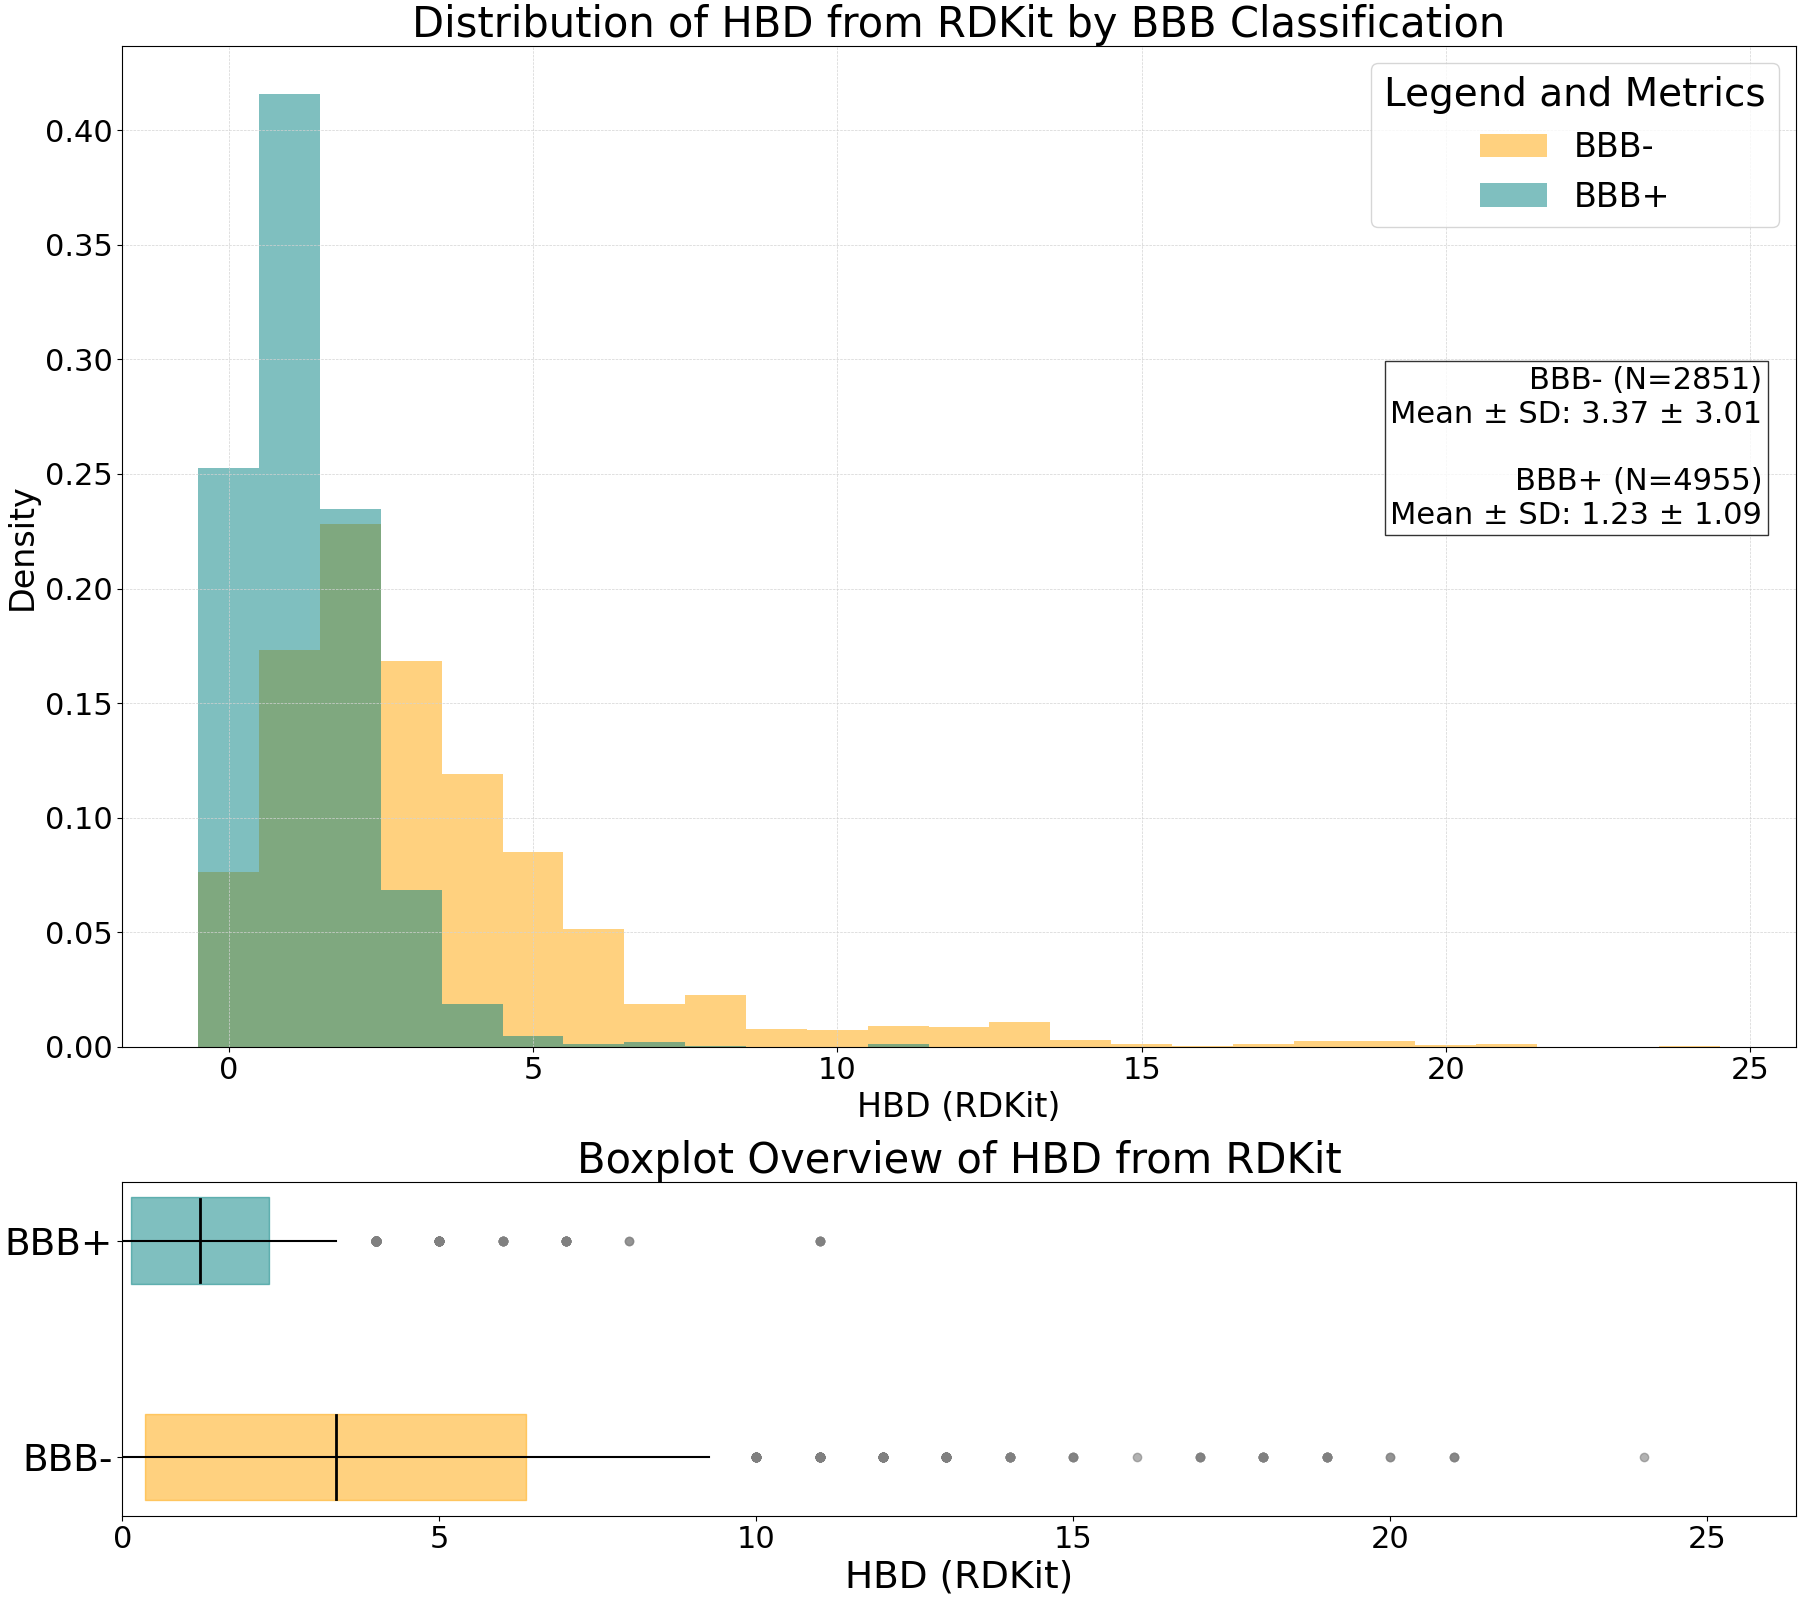 Distribution of HBD from RDKit by BBB Classification
Legend and Metrics
BBB-
BBB+
BBB- (N=2851)
Mean ± SD: 3.37 ± 3.01
BBB+ (N=4955)
Mean ± SD: 1.23 ± 1.09
Density
0.40
0.35
0.30
0.25
0.20
0.15
0.10
0.05
0.00
0 5 10 15 20 25
HBD (RDKit)
Boxplot Overview of HBD from RDKit
BBB+
BBB-
0 5 10 15 20 25
HBD (RDKit)